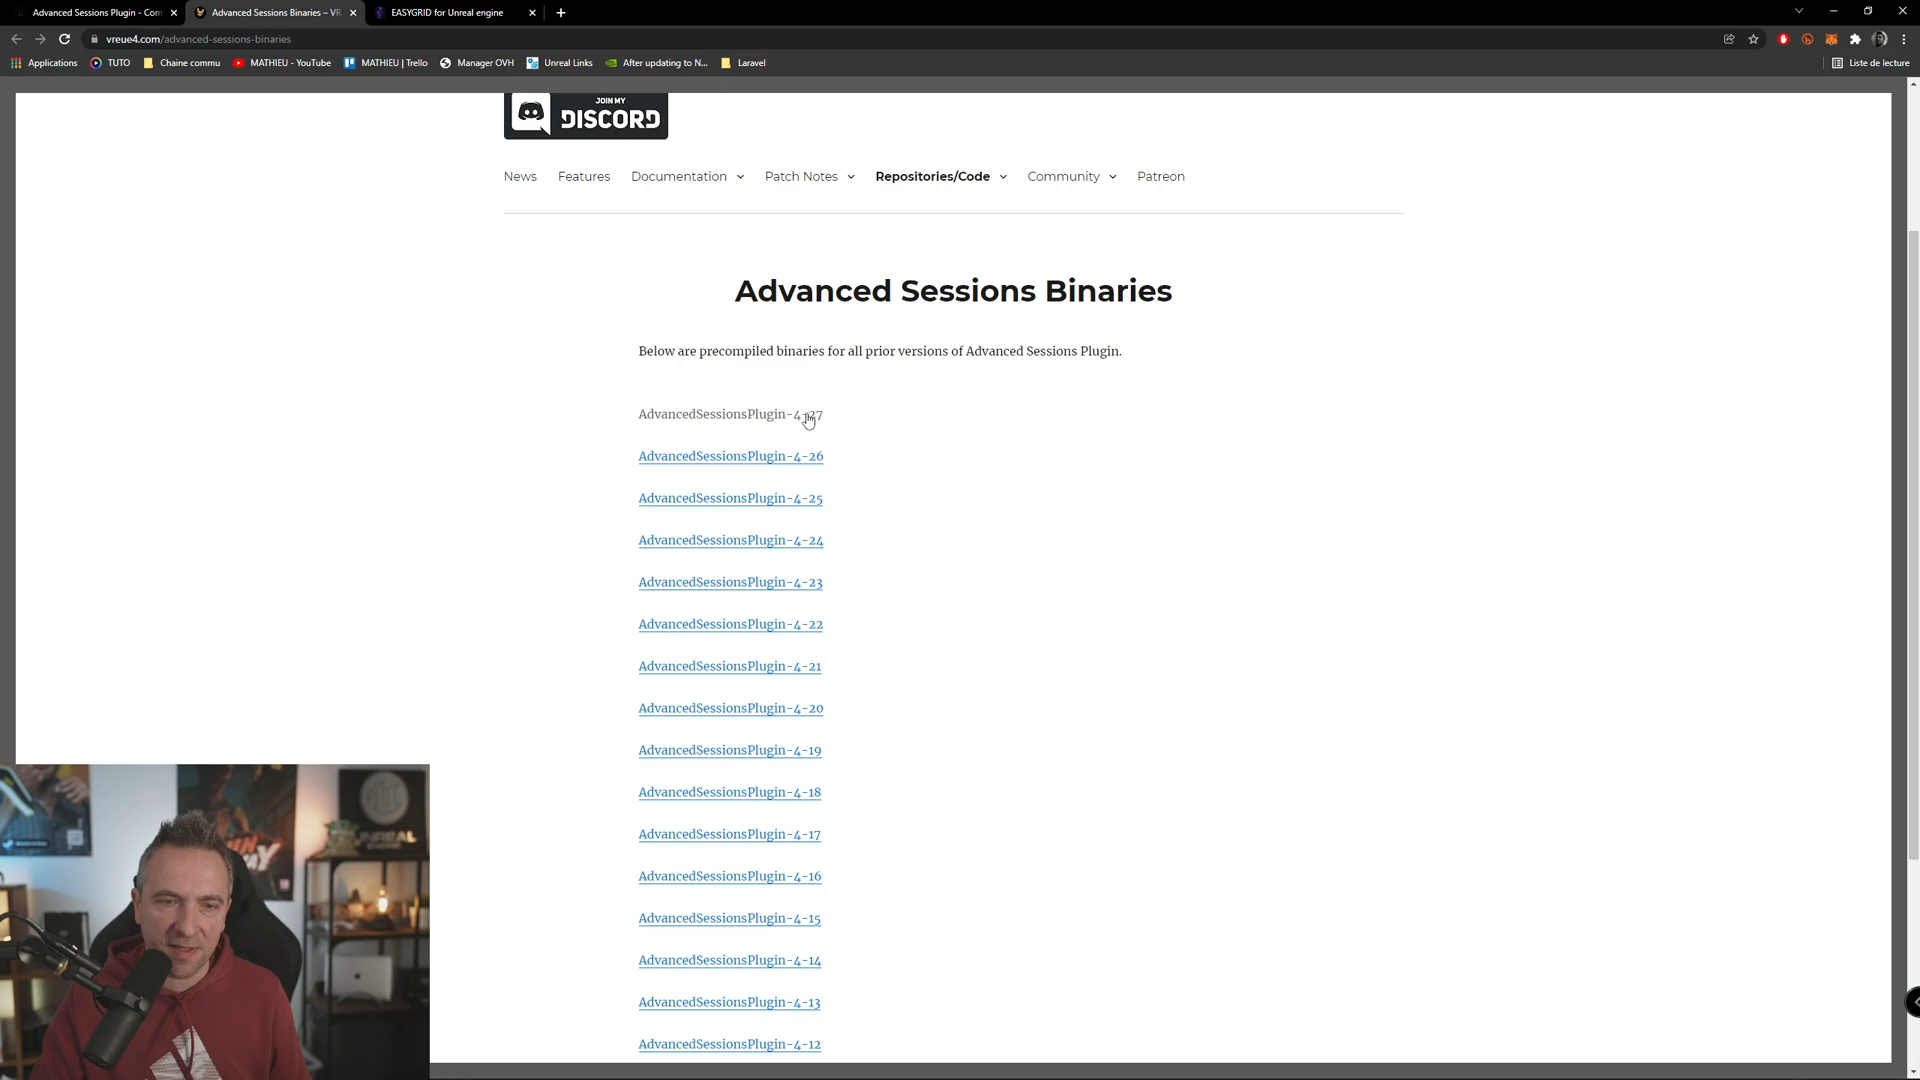 Advanced Sessions Plugin - Com
Advanced Sessions Binaries – VR
EASYGRID for Unreal engine
vreue4.com/advanced-sessions-binaries
Applications
TUTO
Chaine commu
MATHIEU - YouTube
MATHIEU | Trello
Manager OVH
Unreal Links
After updating to N...
Laravel
Liste de lecture
JOIN MY
DISCORD
News
Features
Documentation
Patch Notes
Repositories/Code
Community
Patreon
Advanced Sessions Binaries
Below are precompiled binaries for all prior versions of Advanced Sessions Plugin.
AdvancedSessionsPlugin-4-27
AdvancedSessionsPlugin-4-26
AdvancedSessionsPlugin-4-25
AdvancedSessionsPlugin-4-24
AdvancedSessionsPlugin-4-23
AdvancedSessionsPlugin-4-22
AdvancedSessionsPlugin-4-21
AdvancedSessionsPlugin-4-20
AdvancedSessionsPlugin-4-19
AdvancedSessionsPlugin-4-18
AdvancedSessionsPlugin-4-17
AdvancedSessionsPlugin-4-16
AdvancedSessionsPlugin-4-15
AdvancedSessionsPlugin-4-14
AdvancedSessionsPlugin-4-13
AdvancedSessionsPlugin-4-12